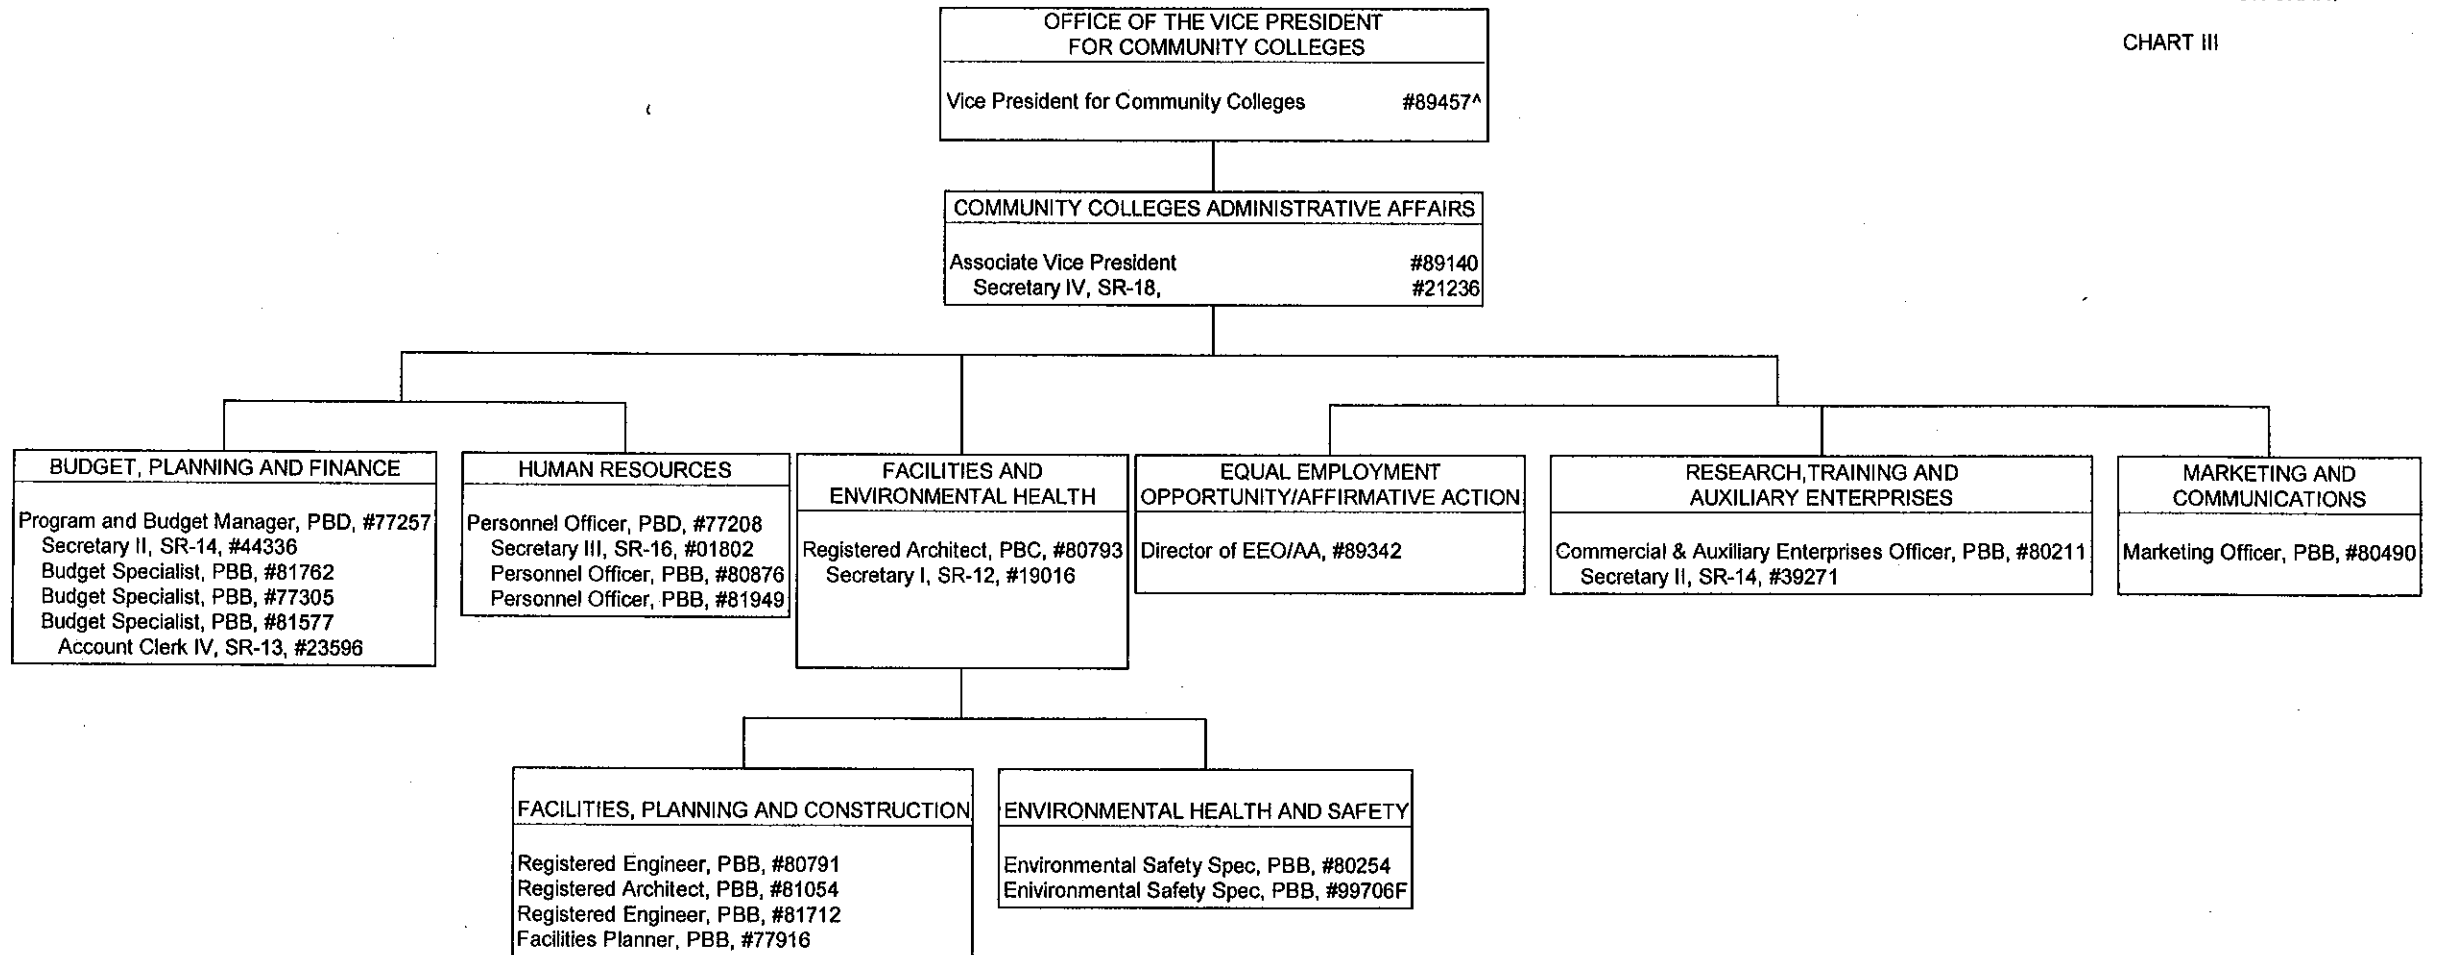 CHART III
OFFICE OF THE VICE PRESIDENT
FOR COMMUNITY COLLEGES
Vice President for Community Colleges #89457^
COMMUNITY COLLEGES ADMINISTRATIVE AFFAIRS
Associate Vice President #89140
Secretary IV, SR-18, #21236
BUDGET, PLANNING AND FINANCE
Program and Budget Manager, PBD, #77257
Secretary II, SR-14, #44336
Budget Specialist, PBB, #81762
Budget Specialist, PBB, #77305
Budget Specialist, PBB, #81577
Account Clerk IV, SR-13, #23596
HUMAN RESOURCES
Personnel Officer, PBD, #77208
Secretary III, SR-16, #01802
Personnel Officer, PBB, #80876
Personnel Officer, PBB, #81949
FACILITIES AND
ENVIRONMENTAL HEALTH
Registered Architect, PBC, #80793
Secretary I, SR-12, #19016
EQUAL EMPLOYMENT
OPPORTUNITY/AFFIRMATIVE ACTION
Director of EEO/AA, #89342
RESEARCH,TRAINING AND
AUXILIARY ENTERPRISES
Commercial & Auxiliary Enterprises Officer, PBB, #80211
Secretary II, SR-14, #39271
MARKETING AND
COMMUNICATIONS
Marketing Officer, PBB, #80490
FACILITIES, PLANNING AND CONSTRUCTION
Registered Engineer, PBB, #80791
Registered Architect, PBB, #81054
Registered Engineer, PBB, #81712
Facilities Planner, PBB, #77916
ENVIRONMENTAL HEALTH AND SAFETY
Environmental Safety Spec, PBB, #80254
Enivironmental Safety Spec, PBB, #99706F